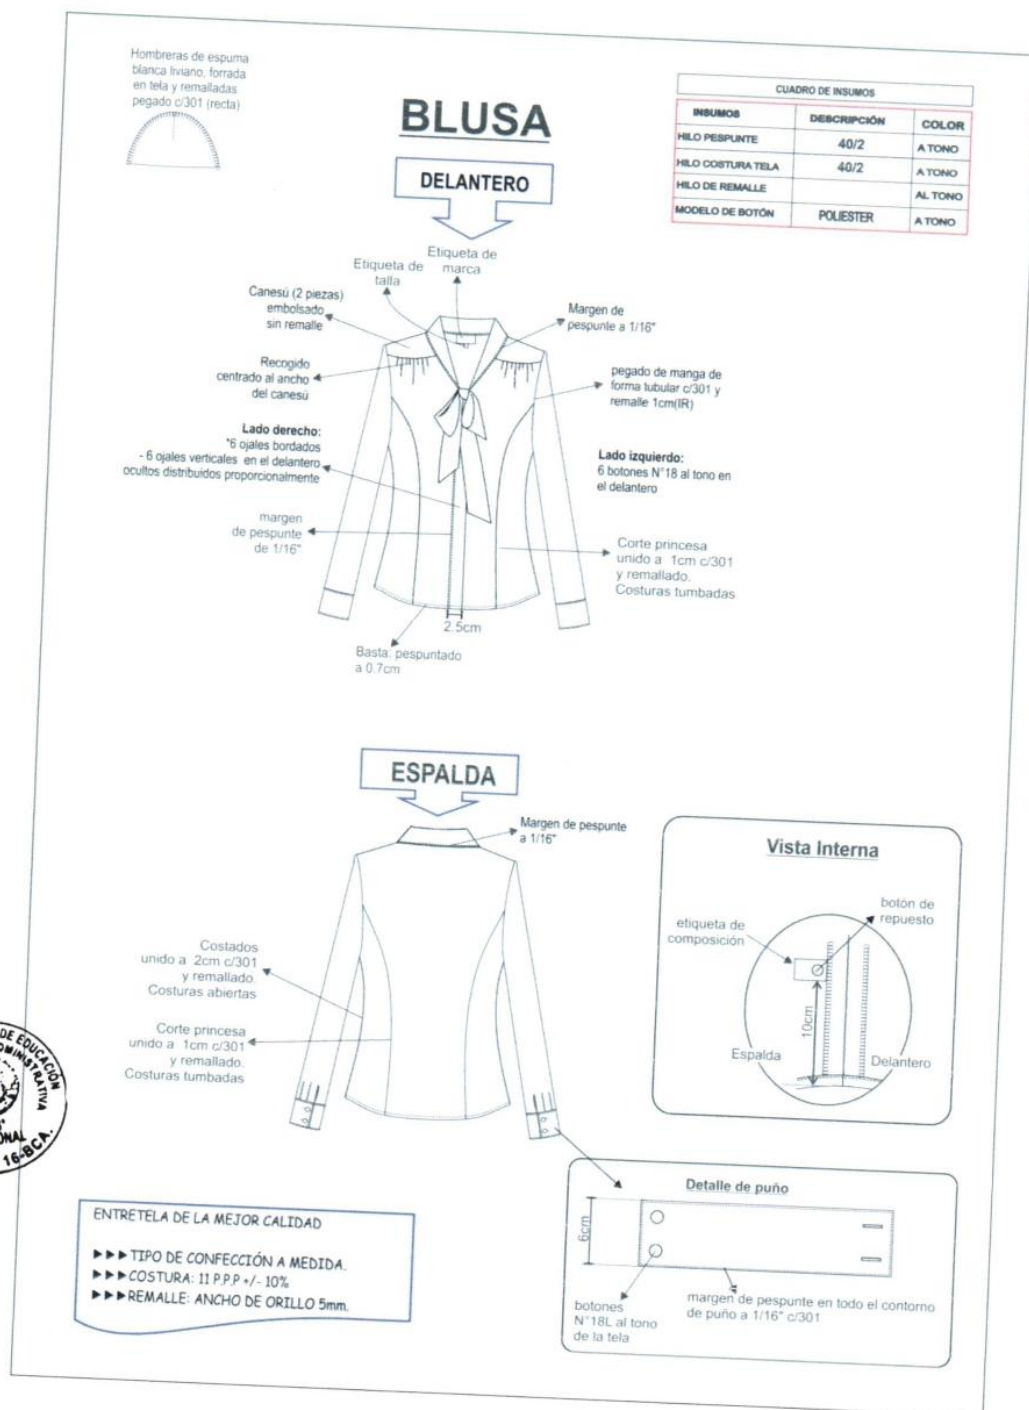 Hombreras de espuma
blanca liviano, forrada
en tela y remalladas
pegado c/301 (recta)
BLUSA
CUADRO DE INSUMOS
INSUMOS DESCRIPCIÓN COLOR
HILO PESPUNTE 40/2 A TONO
HILO COSTURA TELA 40/2 A TONO
HILO DE REMALLE AL TONO
MODELO DE BOTÓN POLIESTER A TONO
DELANTERO
Etiqueta de
marca
Etiqueta de
talla
Canesú (2 piezas)
embolsado
sin remalle
Margen de
pespunte a 1/16"
Recogido
centrado al ancho
del canesú
pegado de manga de
forma tubular c/301 y
remalle 1cm(IR)
Lado derecho:
*6 ojales bordados
- 6 ojales verticales en el delantero
ocultos distribuidos proporcionalmente
Lado izquierdo:
6 botones N°18 al tono en
el delantero
margen
de pespunte
de 1/16"
Corte princesa
unido a 1cm c/301
y remallado.
Costuras tumbadas
2.5cm
Basta: pespuntado
a 0.7cm
ESPALDA
Margen de pespunte
a 1/16"
Costados
unido a 2cm c/301
y remallado.
Costuras abiertas
Corte princesa
unido a 1cm c/301
y remallado.
Costuras tumbadas
Vista Interna
botón de
repuesto
etiqueta de
composición
10cm
Espalda
Delantero
DE EDUCACIÓN
16-BCA.
Detalle de puño
6cm
botones
N°18L al tono
de la tela
margen de pespunte en todo el contorno
de puño a 1/16" c/301
ENTRETELA DE LA MEJOR CALIDAD
►►►TIPO DE CONFECCIÓN A MEDIDA.
►►►COSTURA: 11 P.P.P +/- 10%
►►►REMALLE: ANCHO DE ORILLO 5mm.